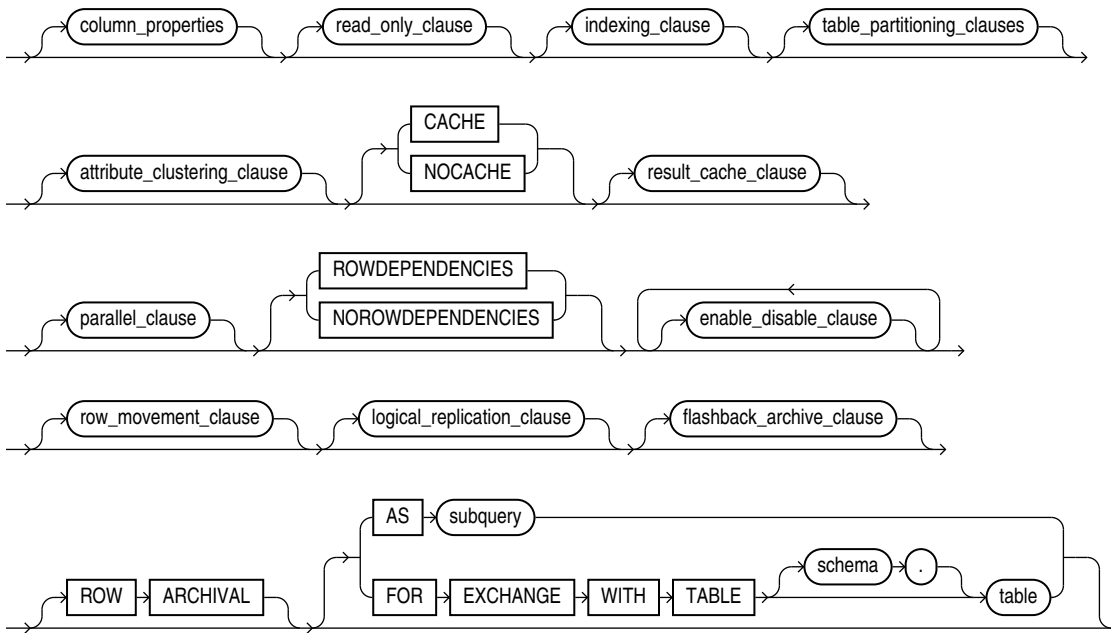 column_properties read_only_clause indexing_clause table_partitioning_clauses
CACHE
attribute_clustering_clause NOCACHE result_cache_clause
ROWDEPENDENCIES
parallel_clause NOROWDEPENDENCIES enable_disable_clause
row_movement_clause logical_replication_clause flashback_archive_clause
AS subquery
schema .
ROW ARCHIVAL FOR EXCHANGE WITH TABLE table